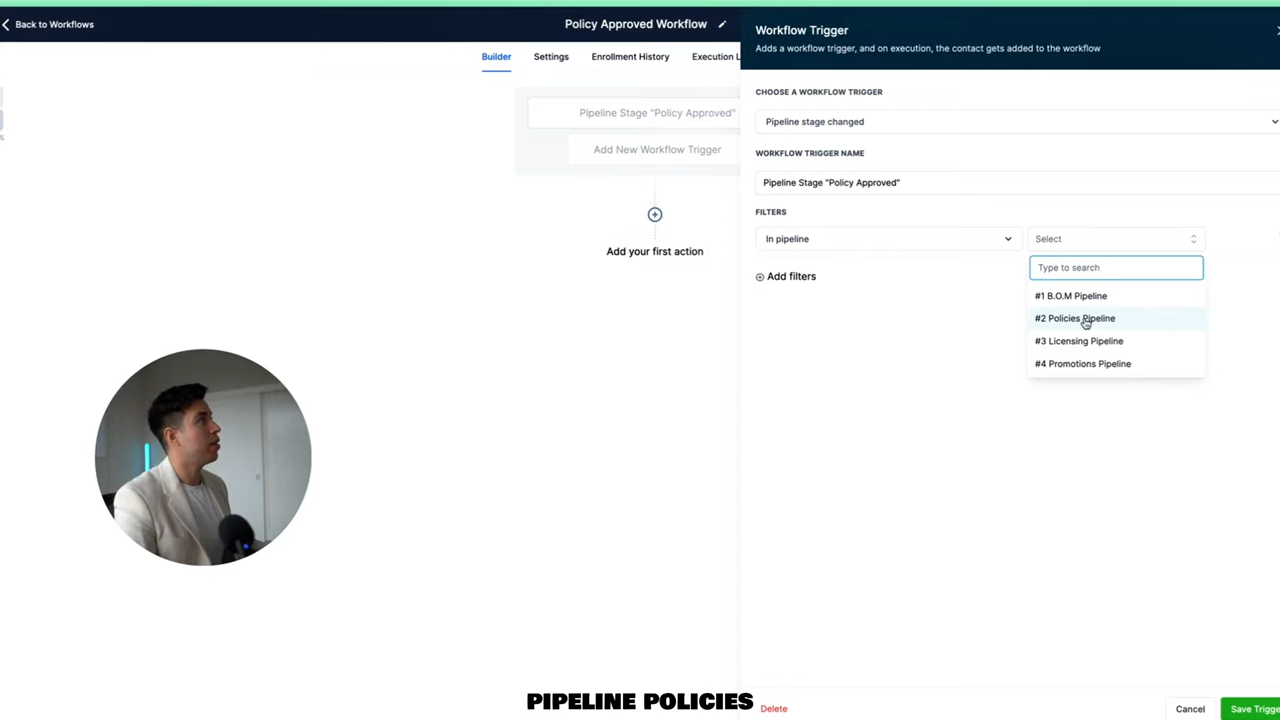 Back to Workflows
Policy Approved Workflow
Builder
Settings
Enrollment History
Execution L
Pipeline Stage "Policy Approved"
Add New Workflow Trigger
Add your first action
Workflow Trigger
Adds a workflow trigger, and on execution, the contact gets added to the workflow
CHOOSE A WORKFLOW TRIGGER
Pipeline stage changed
WORKFLOW TRIGGER NAME
Pipeline Stage "Policy Approved"
FILTERS
In pipeline
Select
Type to search
#1 B.O.M Pipeline
#2 Policies Pipeline
#3 Licensing Pipeline
#4 Promotions Pipeline
Add filters
Delete
Cancel
Save Trigge
PIPELINE POLICIES